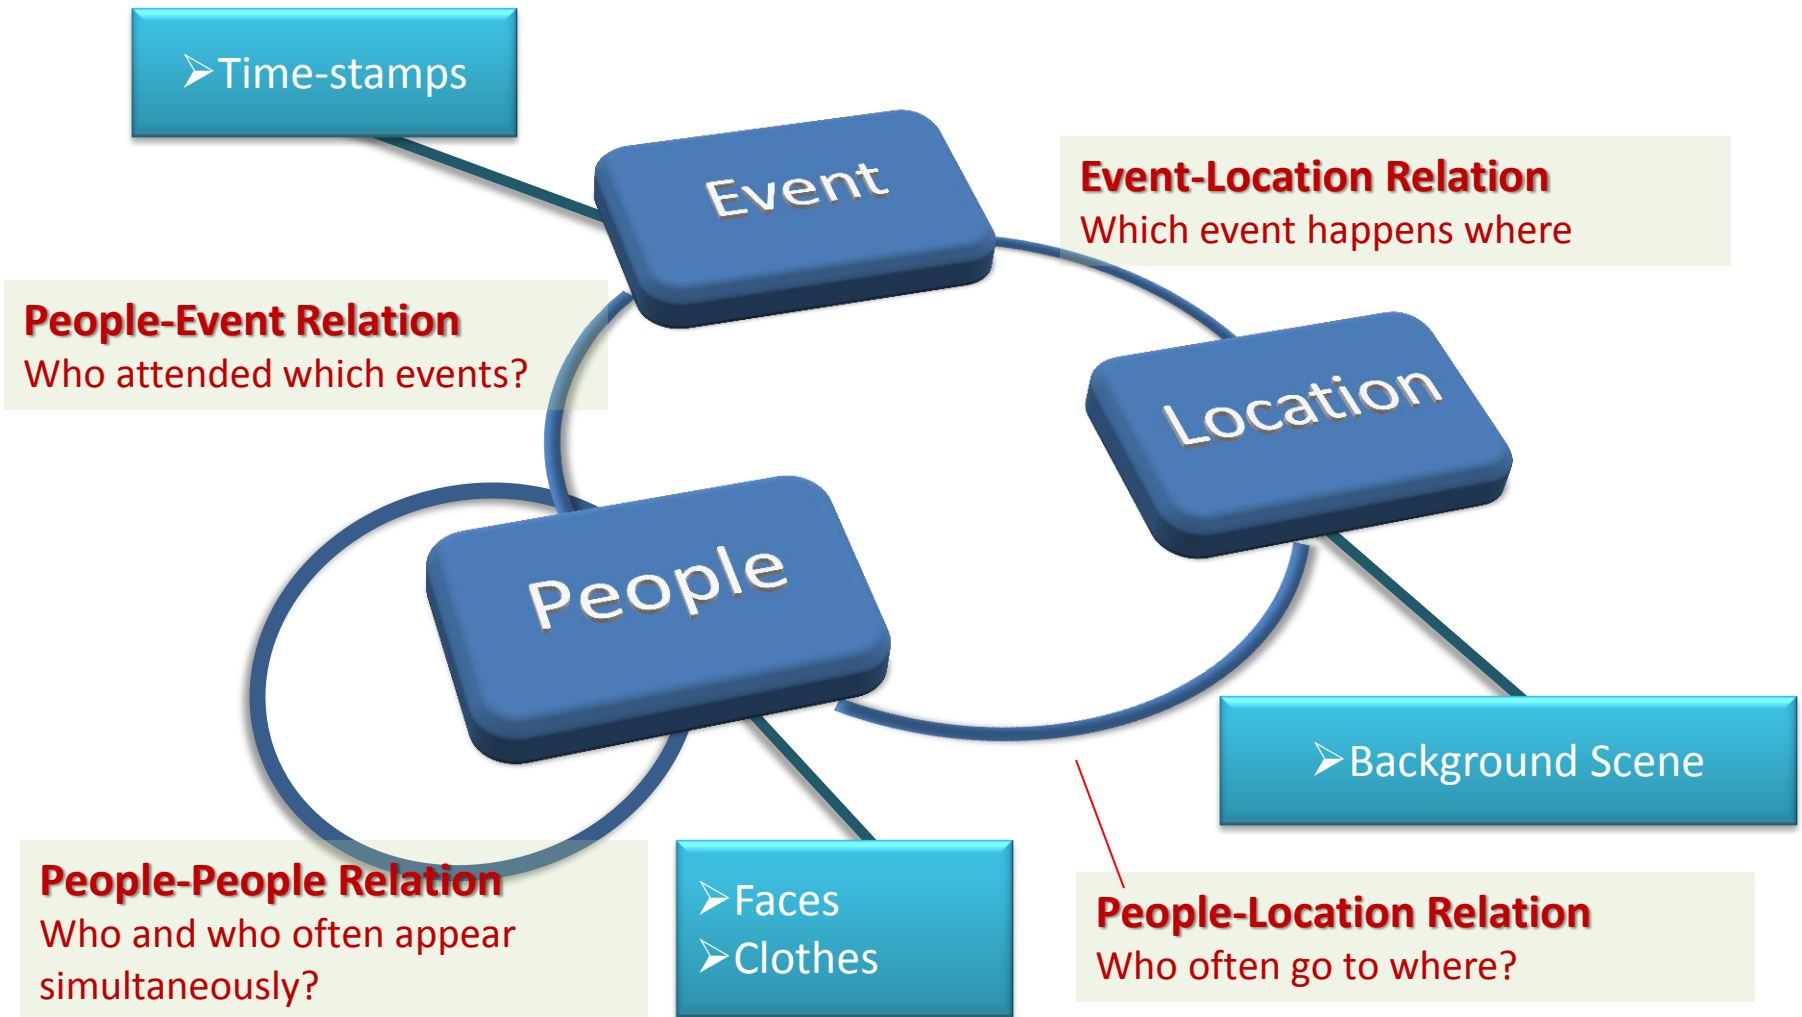 ➢Time-stamps
Event
Event-Location Relation
Which event happens where
People-Event Relation
Who attended which events?
Location
People
➢Background Scene
People-People Relation
Who and who often appear
simultaneously?
➢Faces
➢Clothes
People-Location Relation
Who often go to where?